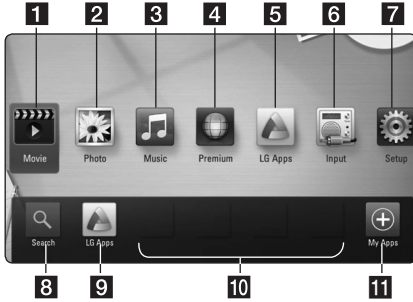 1 2 3 4 5 6 7
Movie Photo Music Premium LG Apps Input Setup
Search LG Apps My Apps
8 9 10 11